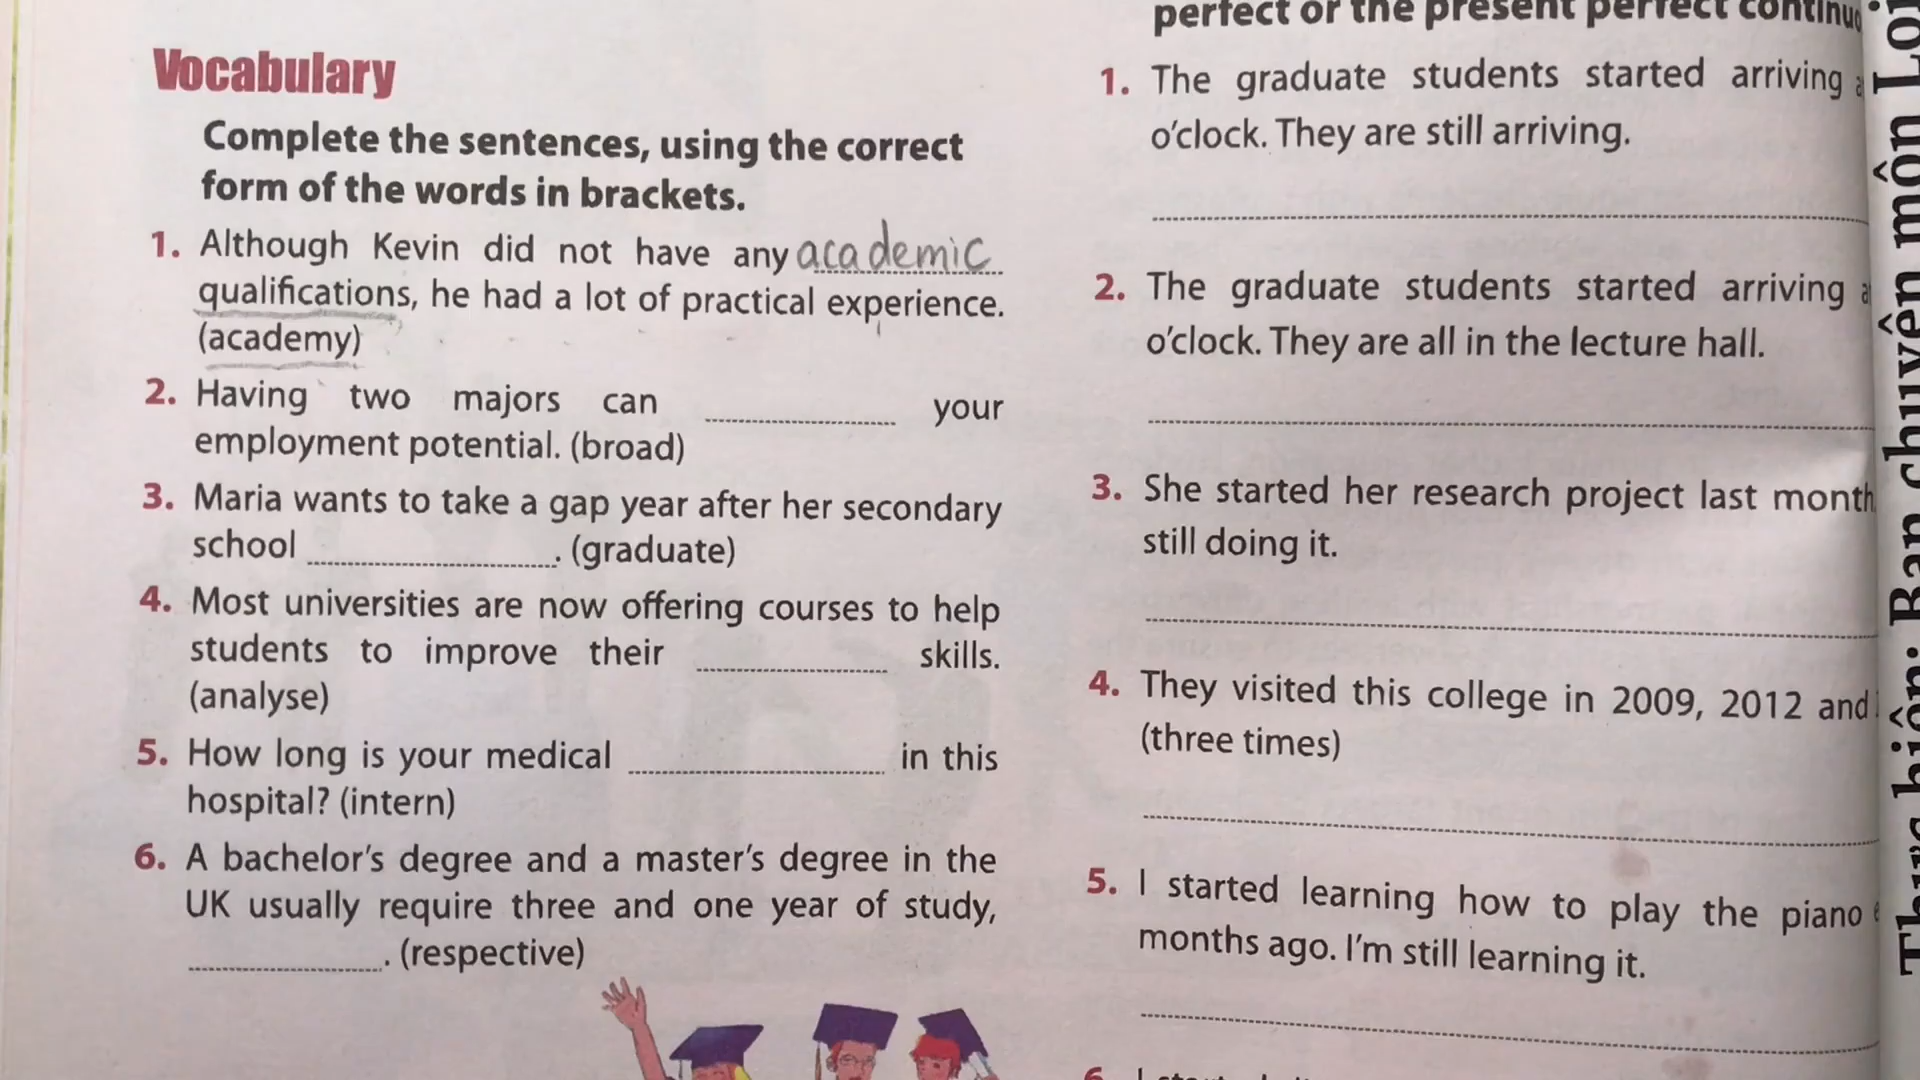 Vocabulary
Complete the sentences, using the correct
form of the words in brackets.
1. Although Kevin did not have any academic
qualifications, he had a lot of practical experience.
(academy)
2. Having two majors can ............ your
employment potential. (broad)
3. Maria wants to take a gap year after her secondary
school ............. (graduate)
4. Most universities are now offering courses to help
students to improve their ............ skills.
(analyse)
5. How long is your medical ............ in this
hospital? (intern)
6. A bachelor's degree and a master's degree in the
UK usually require three and one year of study,
............. (respective)
perfect or the present perfect
1. The graduate students started arriving
o'clock. They are still arriving.
2. The graduate students started arriving
o'clock. They are all in the lecture hall.
3. She started her research project last month
still doing it.
4. They visited this college in 2009, 2012 and
(three times)
5. I started learning how to play the piano
months ago. I'm still learning it.
6. I
Ban chuyên môn